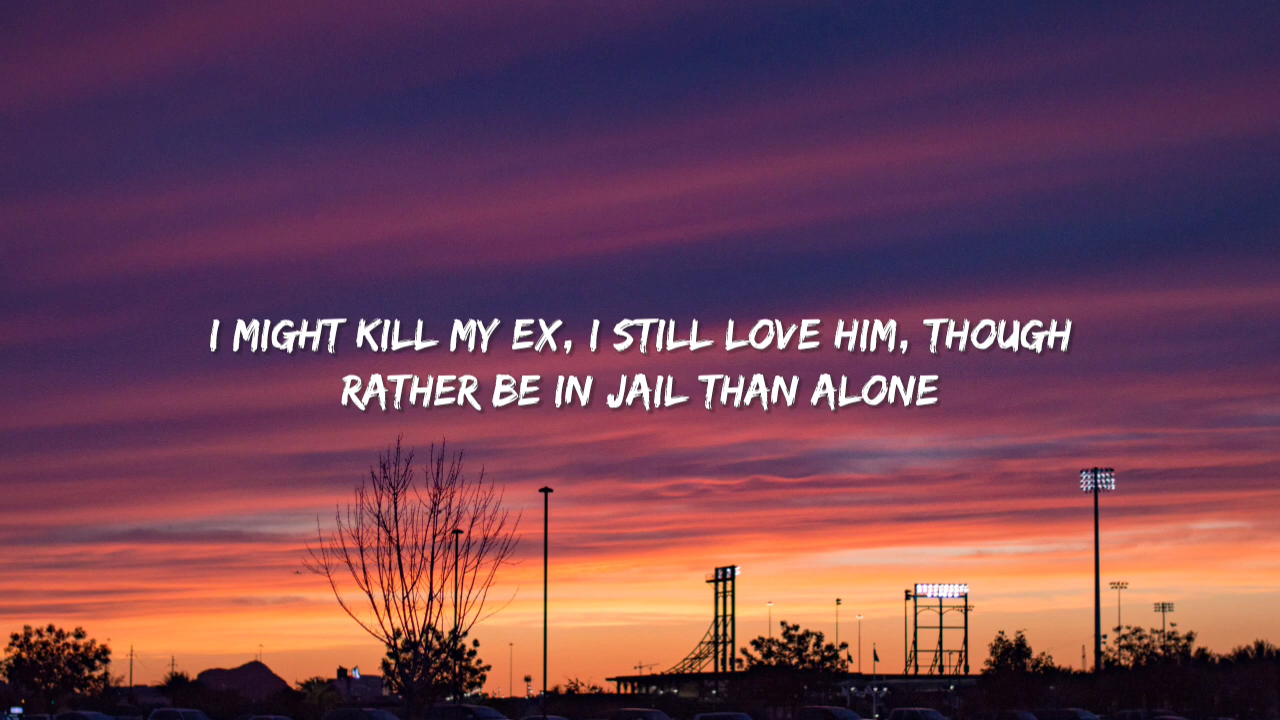 I MIGHT KILL MY EX, I STILL LOVE HIM, THOUGH
RATHER BE IN JAIL THAN ALONE